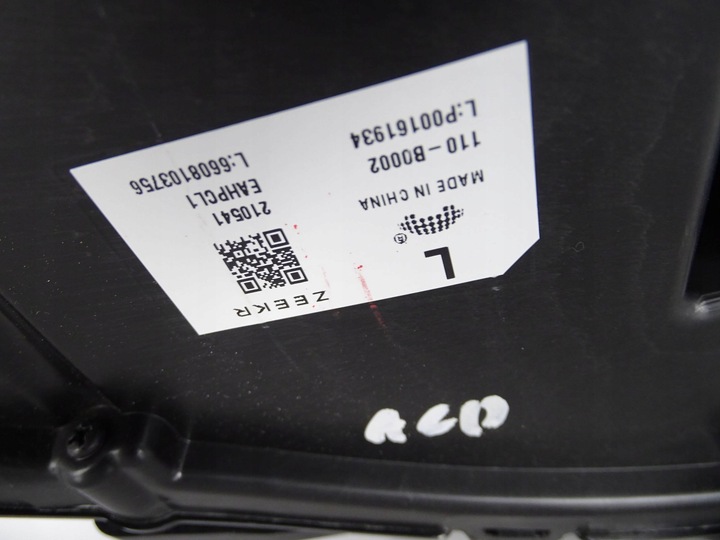 ZEEKR
210541
EAHPCL1
L:6608103756
L
MADE IN CHINA
110-B0002
L:P00161934